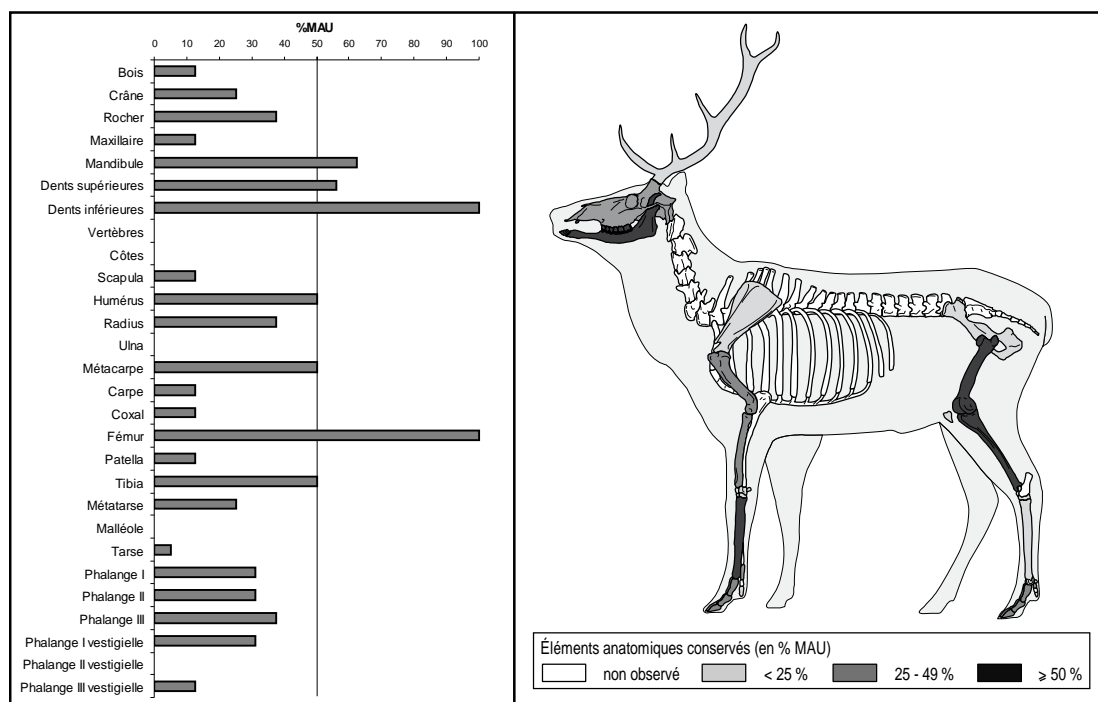 %MAU
0 10 20 30 40 50 60 70 80 90 100
Bois
Crâne
Rocher
Maxillaire
Mandibule
Dents supérieures
Dents inférieures
Vertèbres
Côtes
Scapula
Humérus
Radius
Ulna
Métacarpe
Carpe
Coxal
Fémur
Patella
Tibia
Métatarse
Malléole
Tarse
Phalange I
Phalange II
Phalange III
Phalange I vestigielle
Phalange II vestigielle
Phalange III vestigielle
Éléments anatomiques conservés (en % MAU)
non observé < 25 % 25 - 49 % ⩾ 50 %